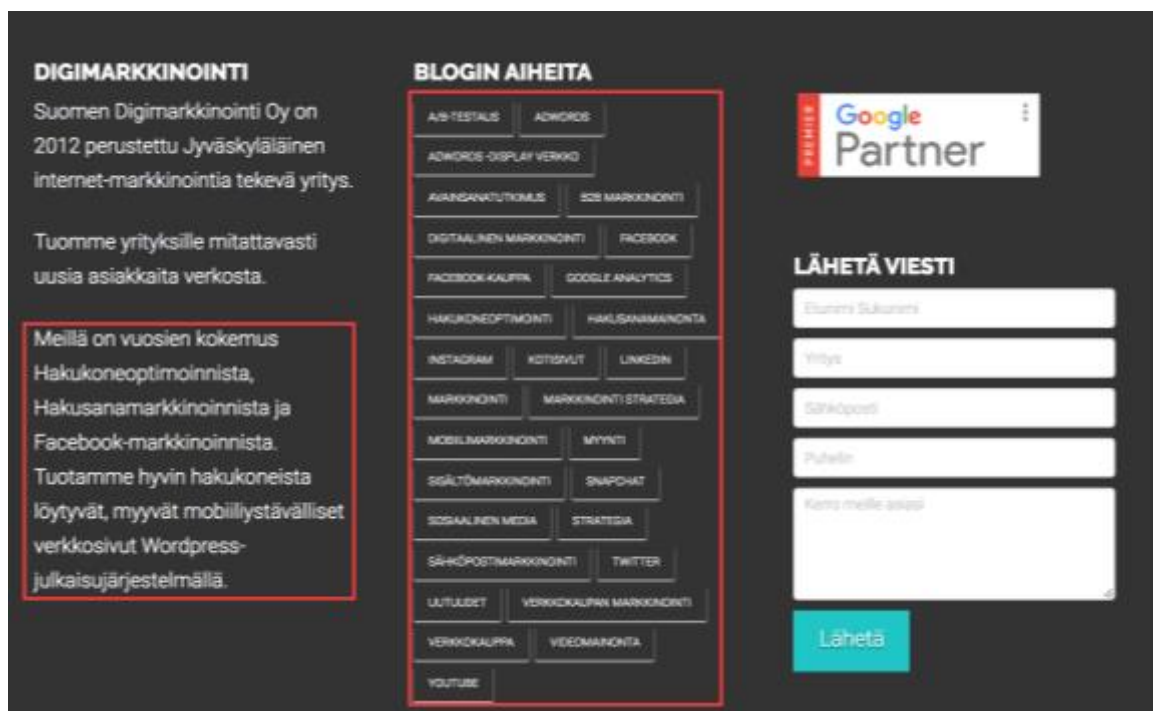 DIGIMARKKINOINTI
Suomen Digimarkkinointi Oy on
2012 perustettu Jyväskyläläinen
internet-markkinointia tekevä yritys.
Tuomme yrityksille mitattavasti
uusia asiakkaita verkosta.
Meillä on vuosien kokemus
Hakukoneoptimoinnista,
Hakusanamarkkinoinnista ja
Facebook-markkinoinnista.
Tuotamme hyvin hakukoneista
löytyvät, myyvät mobiiliystävälliset
verkkosivut Wordpress-
julkaisujärjestelmällä.
BLOGIN AIHEITA
A/B-TESTAUS ADWORDS
ADWORDS -DISPLAY VERKKO
AVAINSANATUTKIMUS B2B MARKKINOINTI
DIGITAALINEN MARKKINOINTI FACEBOOK
FACEBOOK-KAUPPA GOOGLE ANALYTICS
HAKUKONEOPTIMOINTI HAKUSANAMAINONTA
INSTAGRAM KOTISIVUT LINKEDIN
MARKKINOINTI MARKKINOINTI STRATEGIA
MOBIILIMARKKINOINTI MYYNTI
SISÄLTÖMARKKINOINTI SNAPCHAT
SOSIAALINEN MEDIA STRATEGIA
SÄHKÖPOSTIMARKKINOINTI TWITTER
UUTUUDET VERKKOKAUPAN MARKKINOINTI
VERKKOKAUPPA VIDEOMAINONTA
YOUTUBE
PREMIER
Google
Partner
LÄHETÄ VIESTI
Etunimi Sukunimi
Yritys
Sähköposti
Puhelin
Kerro meille asiasi
Lähetä